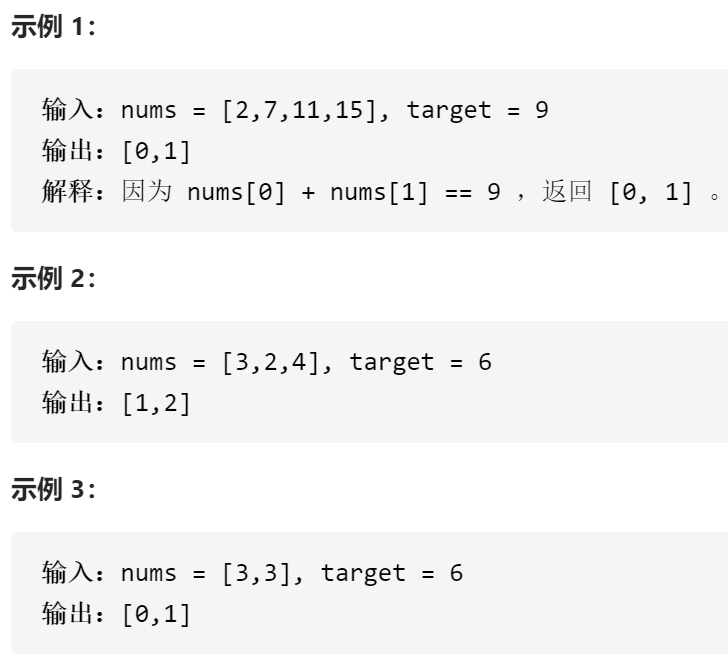 示例 1：
输入：nums = [2,7,11,15], target = 9
输出：[0,1]
解释：因为 nums[0] + nums[1] == 9 ，返回 [0, 1] 。
示例 2：
输入：nums = [3,2,4], target = 6
输出：[1,2]
示例 3：
输入：nums = [3,3], target = 6
输出：[0,1]